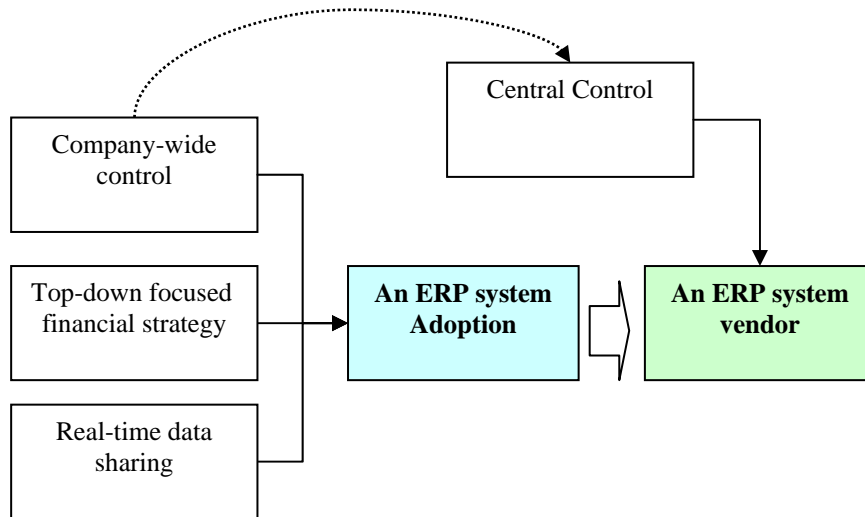 Central Control
Company-wide
control
Top-down focused
financial strategy
An ERP system
Adoption
An ERP system
vendor
Real-time data
sharing